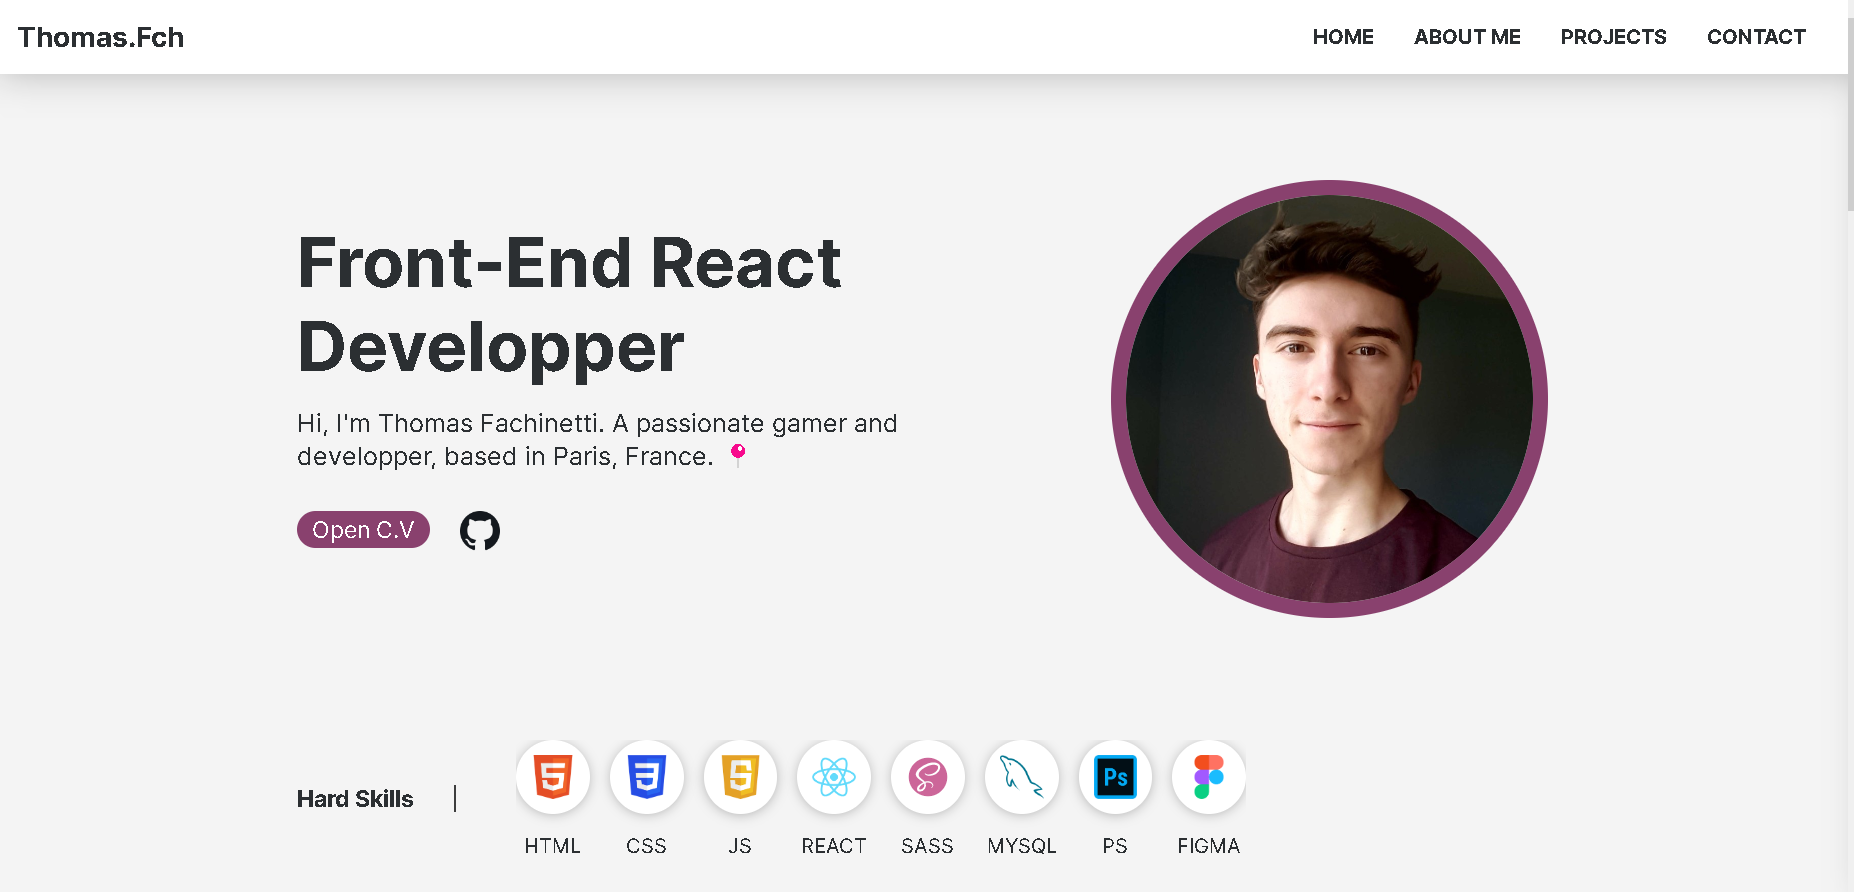 Thomas.Fch
HOME ABOUT ME PROJECTS CONTACT
Front-End React
Developper
Hi, I'm Thomas Fachinetti. A passionate gamer and
developper, based in Paris, France.
Open C.V
Hard Skills
Ps
HTML CSS JS REACT SASS MYSQL PS FIGMA